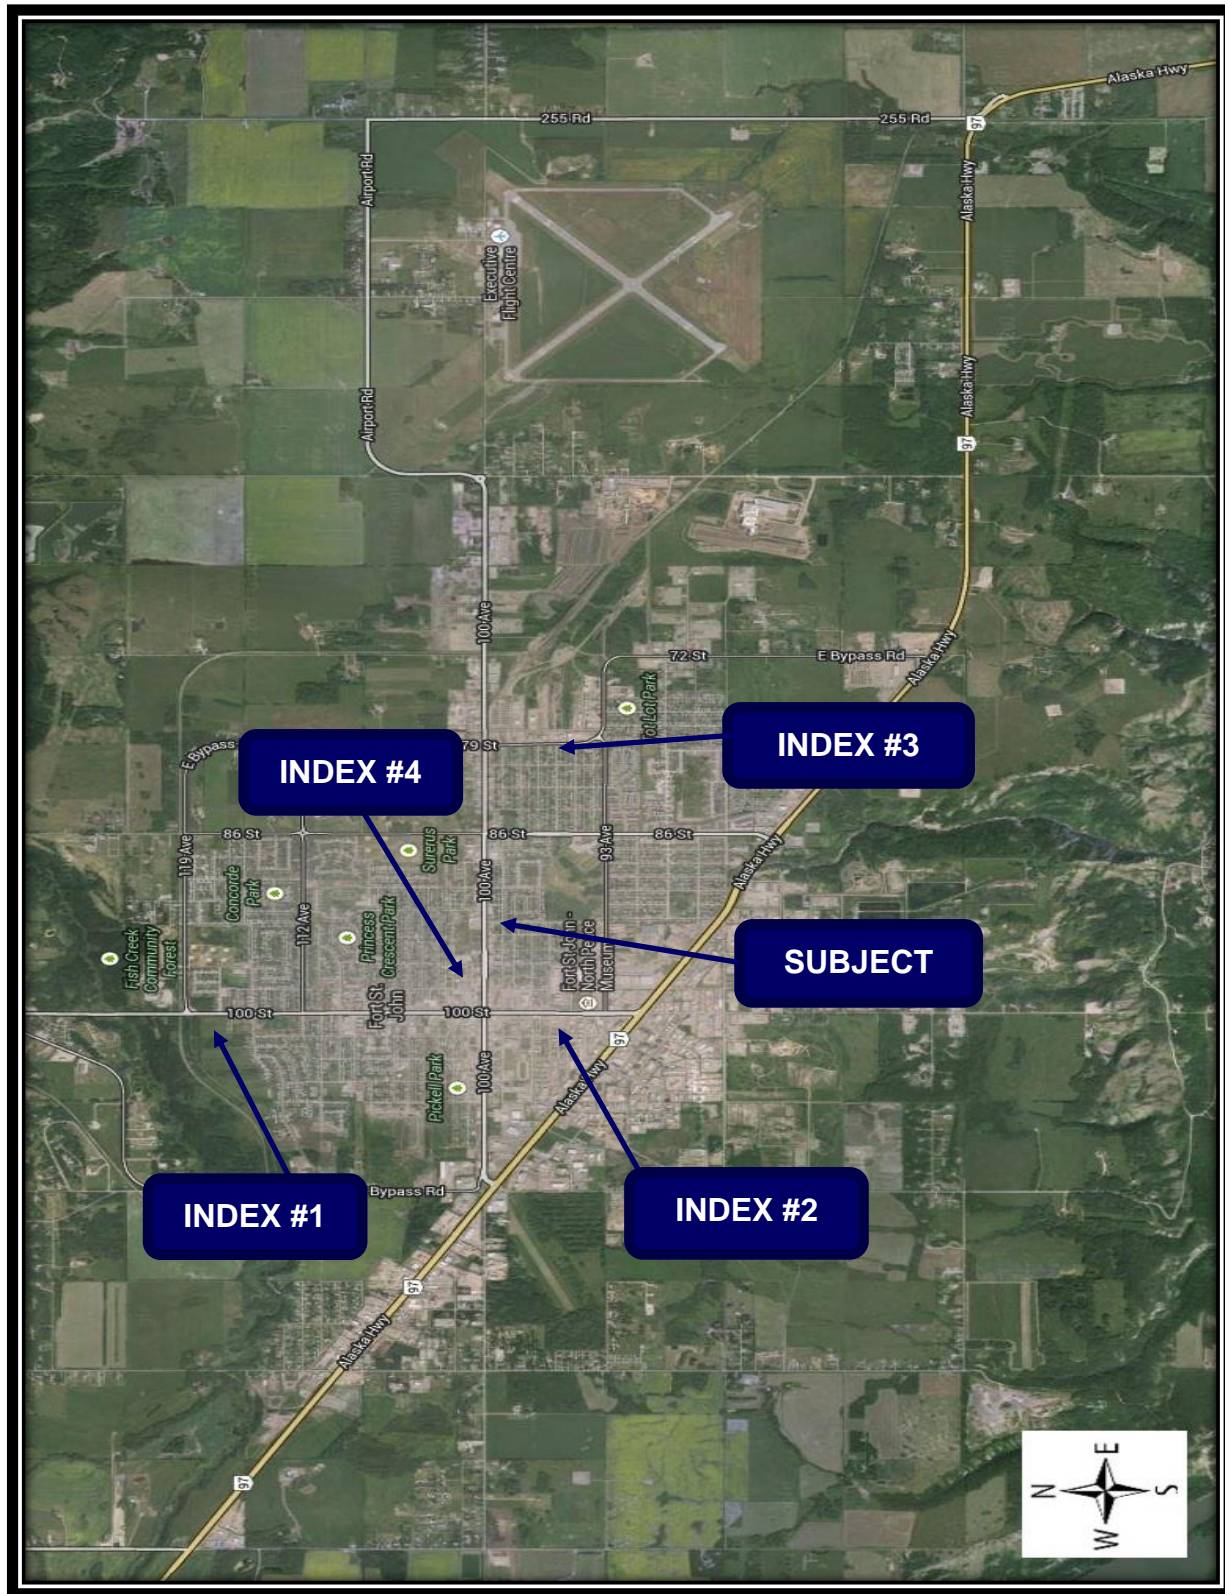 Alaska Hwy
97
255 Rd
255 Rd
Airport Rd
Alaska Hwy
Executive
Flight Centre
Airport Rd
Alaska Hwy
97
100 Ave
72 St
E Bypass Rd
Alaska Hwy
Tot Lot Park
E Bypass
79 St
INDEX #3
INDEX #4
86 St
86 St
86 St
119 Ave
Surerus
Park
93 Ave
Alaska Hwy
Concorde
Park
100 Ave
112 Ave
Princess
Crescent Park
Fish Creek
Community
Forest
Fort St. John -
North Peace
Museum
SUBJECT
100 St
Fort St.
John
100 St
97
Pickell Park
100 Ave
Alaska Hwy
Bypass Rd
INDEX #1
INDEX #2
97
Alaska Hwy
97
N
E
S
W